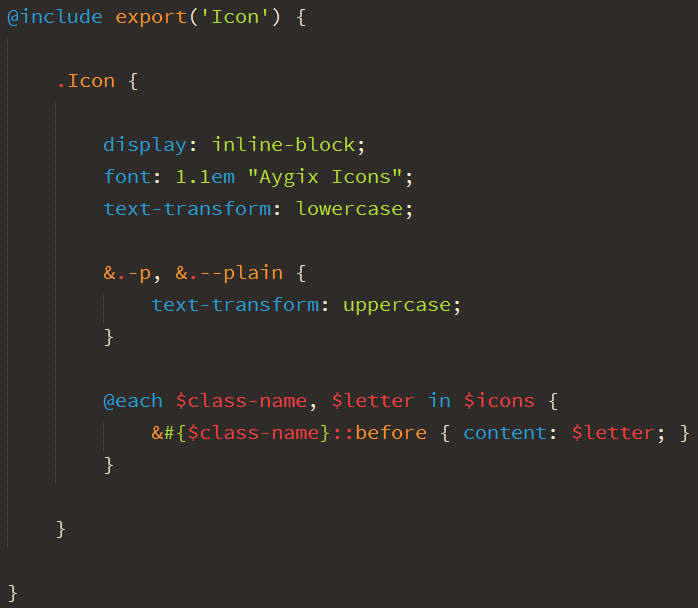 @include export('Icon') {
.Icon {
display: inline-block;
font: 1.1em "Aygix Icons";
text-transform: lowercase;
&.-p, &.--plain {
text-transform: uppercase;
}
@each $class-name, $letter in $icons {
&#{$class-name}::before { content: $letter; }
}
}
}